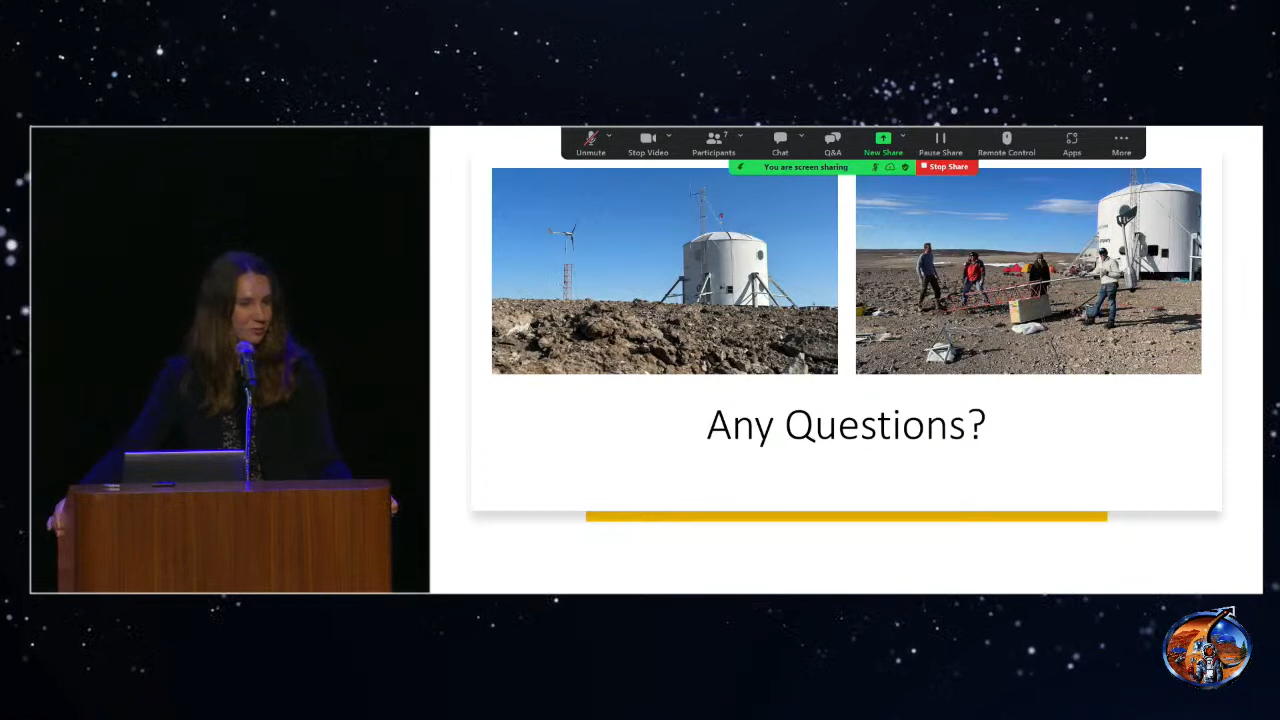 7
Unmute
Stop Video
Participants
Chat
Q&A
New Share
Pause Share
Remote Control
Apps
More
You are screen sharing
Stop Share
Any Questions?